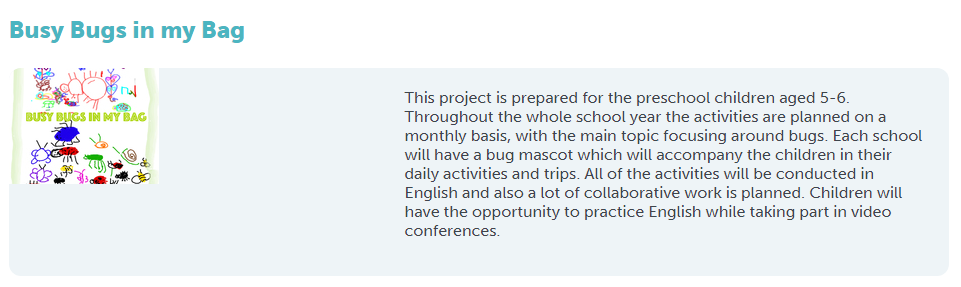 Busy Bugs in my Bag
BUSY BUGS IN MY BAG
This project is prepared for the preschool children aged 5-6.
Throughout the whole school year the activities are planned on a
monthly basis, with the main topic focusing around bugs. Each school
will have a bug mascot which will accompany the children in their
daily activities and trips. All of the activities will be conducted in
English and also a lot of collaborative work is planned. Children will
have the opportunity to practice English while taking part in video
conferences.